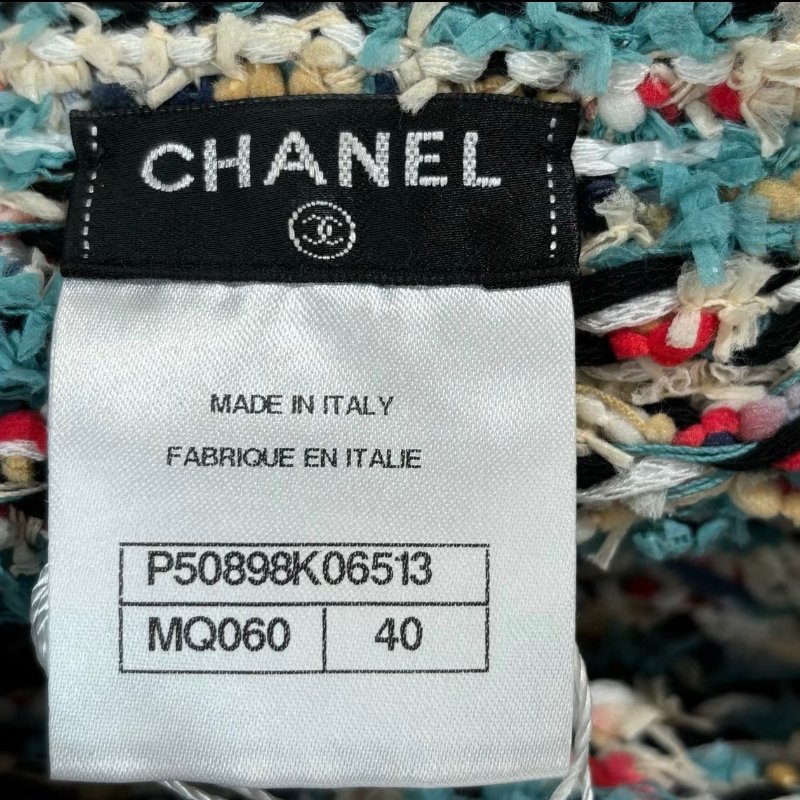 CHANEL
MADE IN ITALY
FABRIQUE EN ITALIE
P50898K06513
MQ060 40